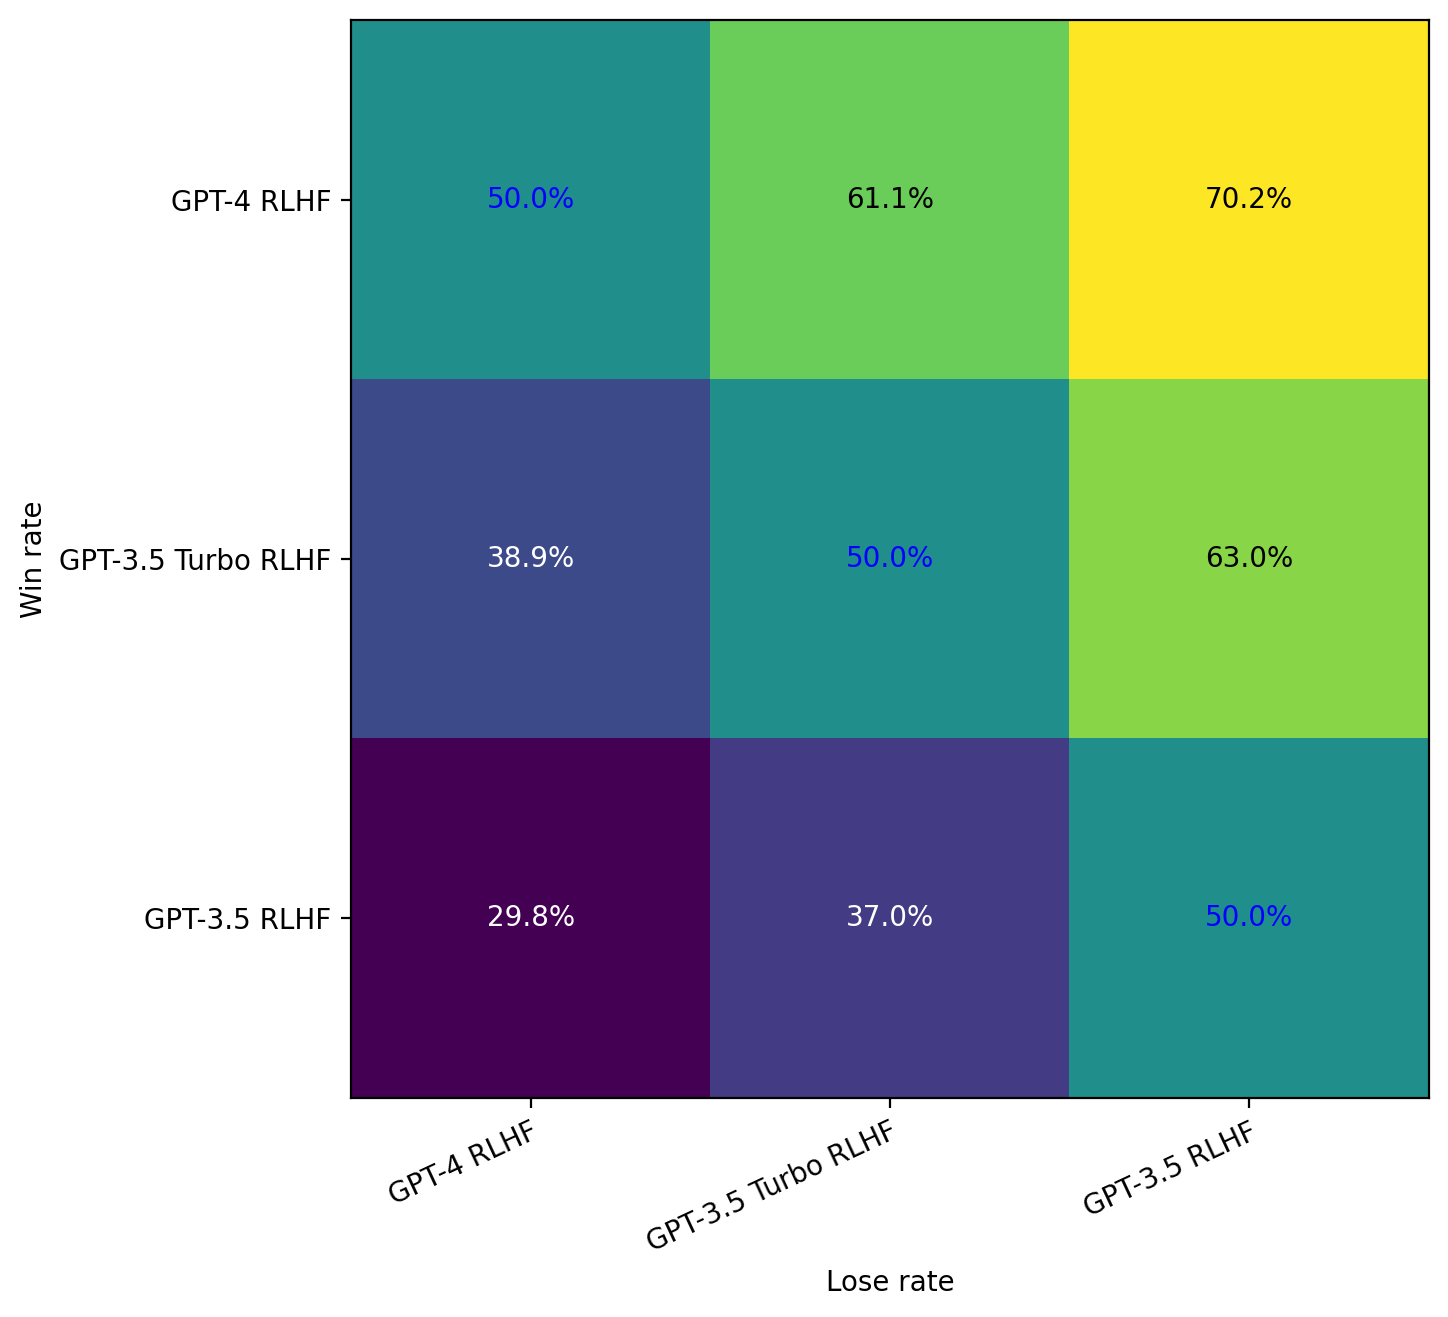 GPT-4 RLHF
50.0%
61.1%
70.2%
Win rate
GPT-3.5 Turbo RLHF
38.9%
50.0%
63.0%
GPT-3.5 RLHF
29.8%
37.0%
50.0%
GPT-4 RLHF
GPT-3.5 Turbo RLHF
GPT-3.5 RLHF
Lose rate